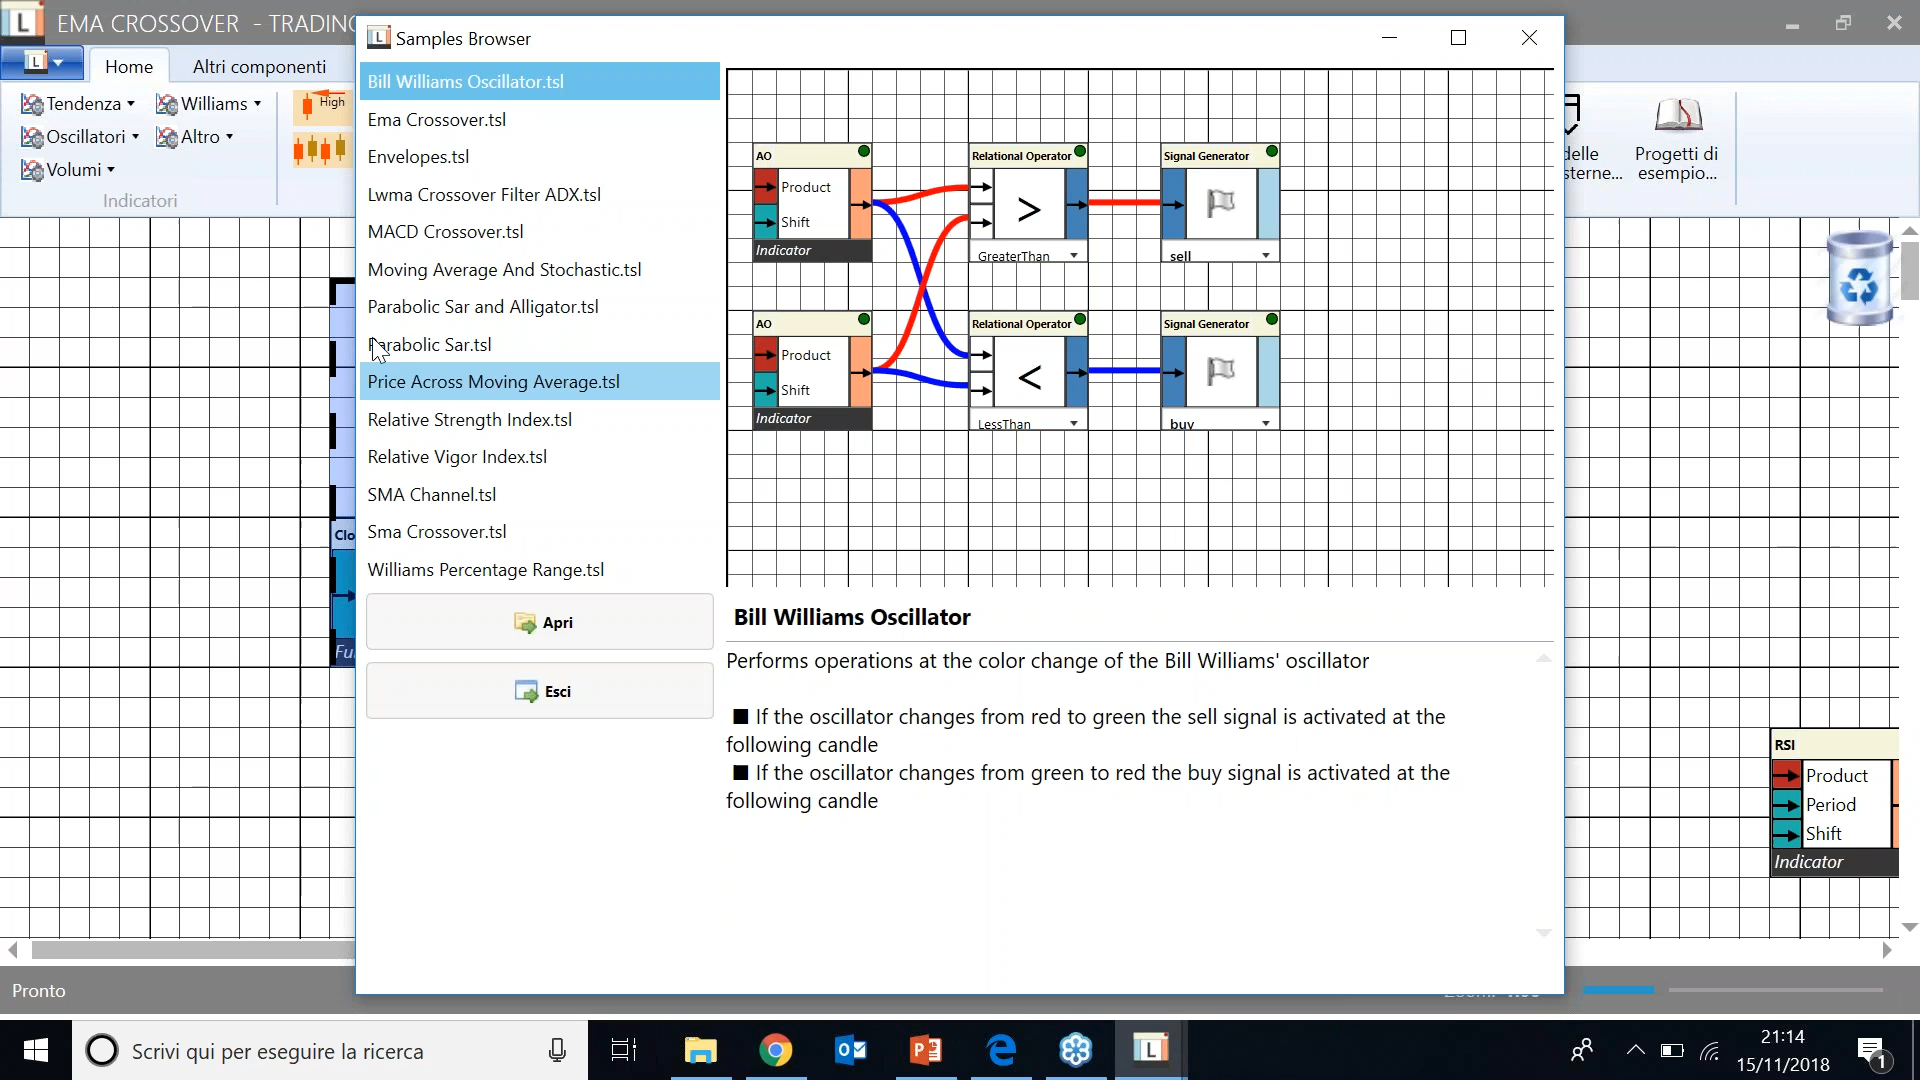 EMA CROSSOVER - TRADING
Samples Browser
Home
Altri componenti
Tendenza
Williams
Oscillatori
Altro
Volumi
Indicatori
High
Progetti di
esempio...
Bill Williams Oscillator.tsl
Ema Crossover.tsl
Envelopes.tsl
Lwma Crossover Filter ADX.tsl
MACD Crossover.tsl
Moving Average And Stochastic.tsl
Parabolic Sar and Alligator.tsl
Parabolic Sar.tsl
Price Across Moving Average.tsl
Relative Strength Index.tsl
Relative Vigor Index.tsl
SMA Channel.tsl
Sma Crossover.tsl
Williams Percentage Range.tsl
Apri
Esci
AO
Product
Shift
Indicator
Relational Operator
>
GreaterThan
Signal Generator
sell
AO
Product
Shift
Indicator
Relational Operator
<
LessThan
Signal Generator
buy
Bill Williams Oscillator
Performs operations at the color change of the Bill Williams' oscillator
■ If the oscillator changes from red to green the sell signal is activated at the
following candle
■ If the oscillator changes from green to red the buy signal is activated at the
following candle
RSI
Product
Period
Shift
Indicator
Pronto
Scrivi qui per eseguire la ricerca
21:14
15/11/2018
1